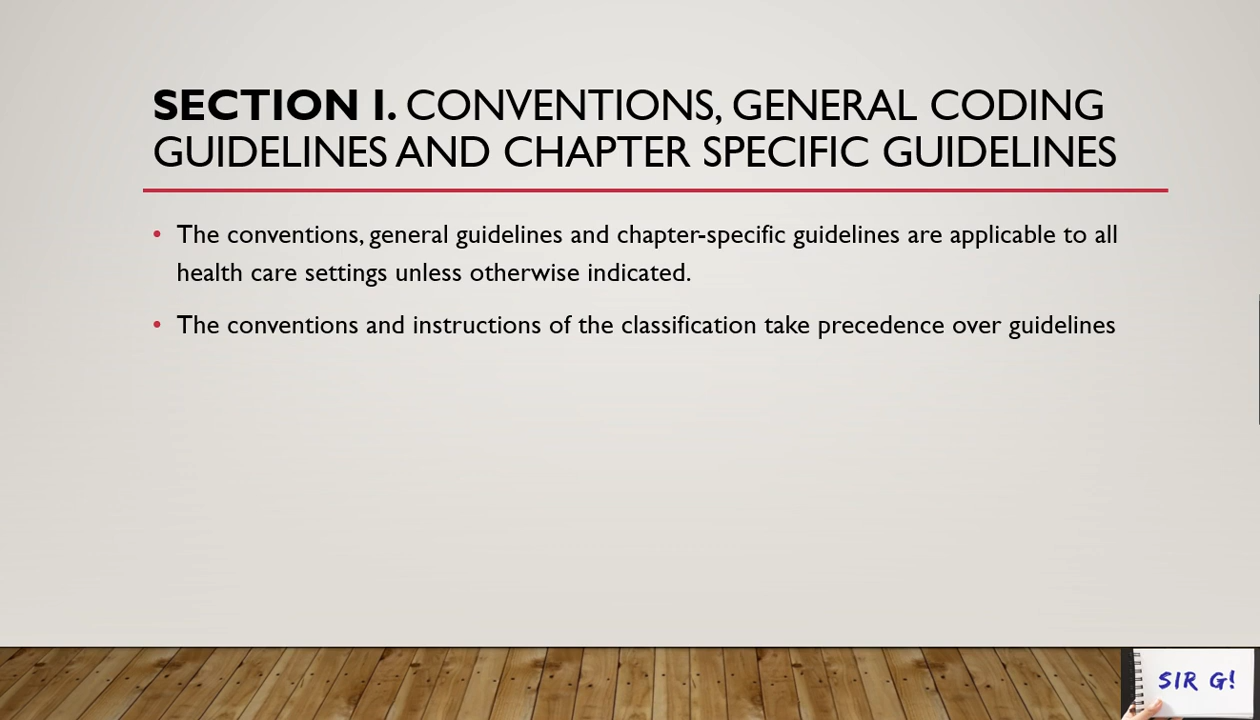 SECTION I. CONVENTIONS, GENERAL CODING
GUIDELINES AND CHAPTER SPECIFIC GUIDELINES
• The conventions, general guidelines and chapter-specific guidelines are applicable to all
health care settings unless otherwise indicated.
• The conventions and instructions of the classification take precedence over guidelines
SIR G!